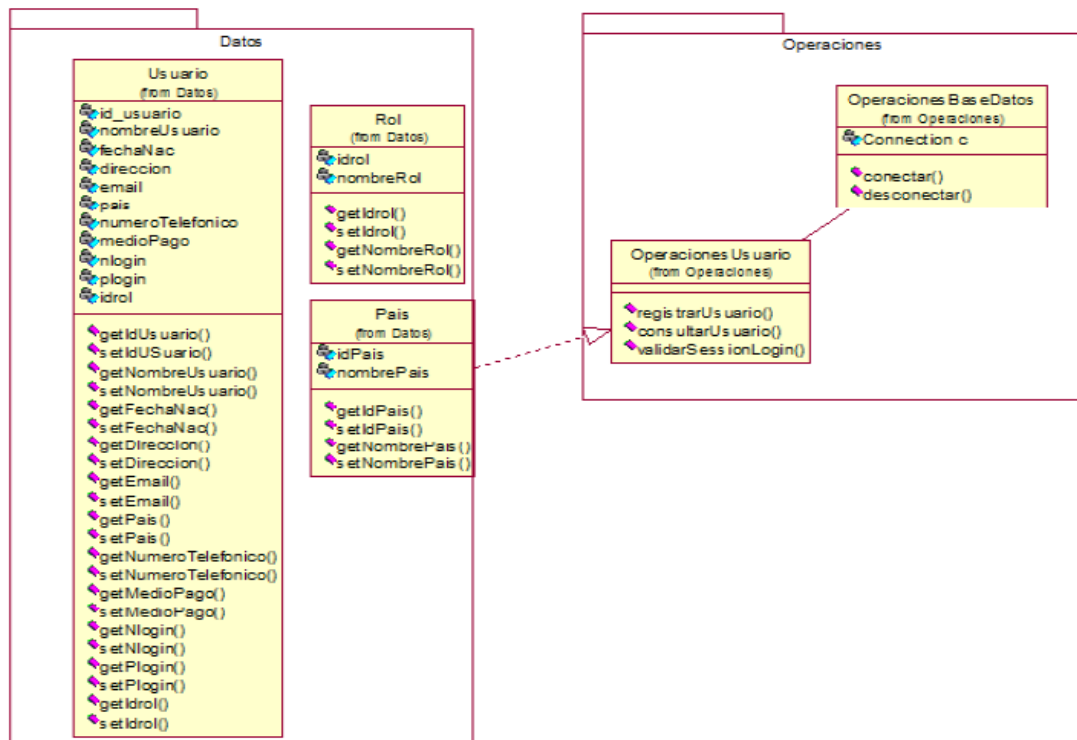 Datos
Usuario
(from Datos)
id_usuario
nombreUsuario
fechaNac
direccion
email
pais
numeroTelefonico
medioPago
nlogin
plogin
idrol
getIdUsuario()
setIdUSuario()
getNombreUsuario()
setNombreUsuario()
getFechaNac()
setFechaNac()
getDireccion()
setDireccion()
getEmail()
setEmail()
getPais()
setPais()
getNumeroTelefonico()
setNumeroTelefonico()
getMedioPago()
setMedioPago()
getNlogin()
setNlogin()
getPlogin()
setPlogin()
getIdrol()
setIdrol()
Rol
(from Datos)
idrol
nombreRol
getIdrol()
setIdrol()
getNombreRol()
setNombreRol()
Pais
(from Datos)
idPais
nombrePais
getIdPais()
setIdPais()
getNombrePais()
setNombrePais()
Operaciones
OperacionesBaseDatos
(from Operaciones)
Connection c
conectar()
desconectar()
OperacionesUsuario
(from Operaciones)
registrarUsuario()
consultarUsuario()
validarSessionLogin()